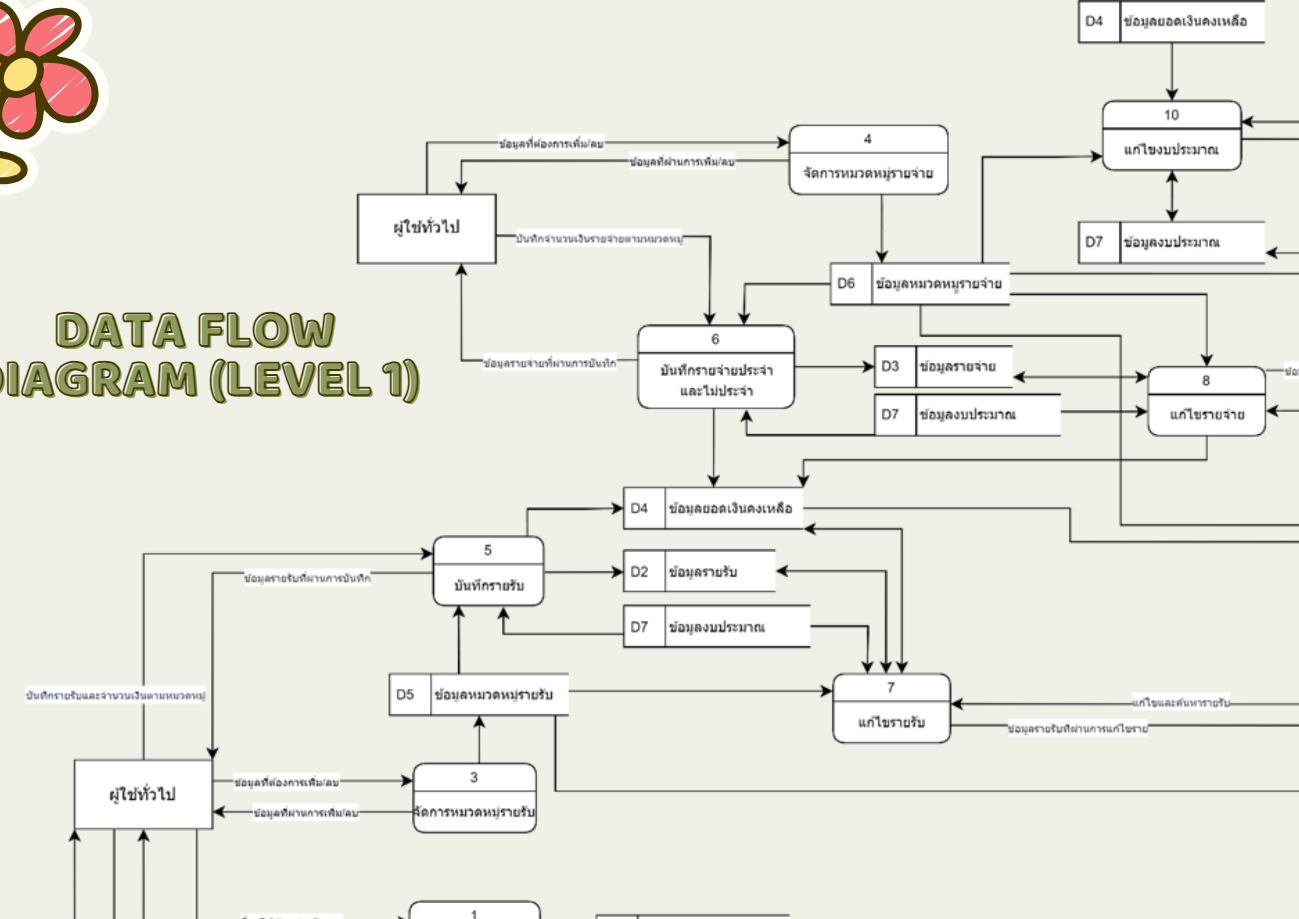 D4
ข้อมูลยอดเงินคงเหลือ
10
แก้ไขงบประมาณ
D7
ข้อมูลงบประมาณ
ข้อมูลที่ต้องการเพิ่ม/ลบ
ข้อมูลที่ผ่านการเพิ่ม/ลบ
4
จัดการหมวดหมู่รายจ่าย
ผู้ใช้ทั่วไป
บันทึกจำนวนเงินรายจ่ายตามหมวดหมู่
D6
ข้อมูลหมวดหมู่รายจ่าย
DATA FLOW
DIAGRAM (LEVEL 1)
ข้อมูลรายจ่ายที่ผ่านการบันทึก
6
บันทึกรายจ่ายประจำ
และไม่ประจำ
D3
ข้อมูลรายจ่าย
D7
ข้อมูลงบประมาณ
8
แก้ไขรายจ่าย
D4
ข้อมูลยอดเงินคงเหลือ
5
บันทึกรายรับ
ข้อมูลรายรับที่ผ่านการบันทึก
D2
ข้อมูลรายรับ
D7
ข้อมูลงบประมาณ
บันทึกรายรับและจำนวนเงินตามหมวดหมู่
D5
ข้อมูลหมวดหมู่รายรับ
7
แก้ไขรายรับ
แก้ไขและค้นหารายรับ
ข้อมูลรายรับที่ผ่านการแก้ไขราย
ผู้ใช้ทั่วไป
ข้อมูลที่ต้องการเพิ่ม/ลบ
ข้อมูลที่ผ่านการเพิ่ม/ลบ
3
จัดการหมวดหมู่รายรับ
1